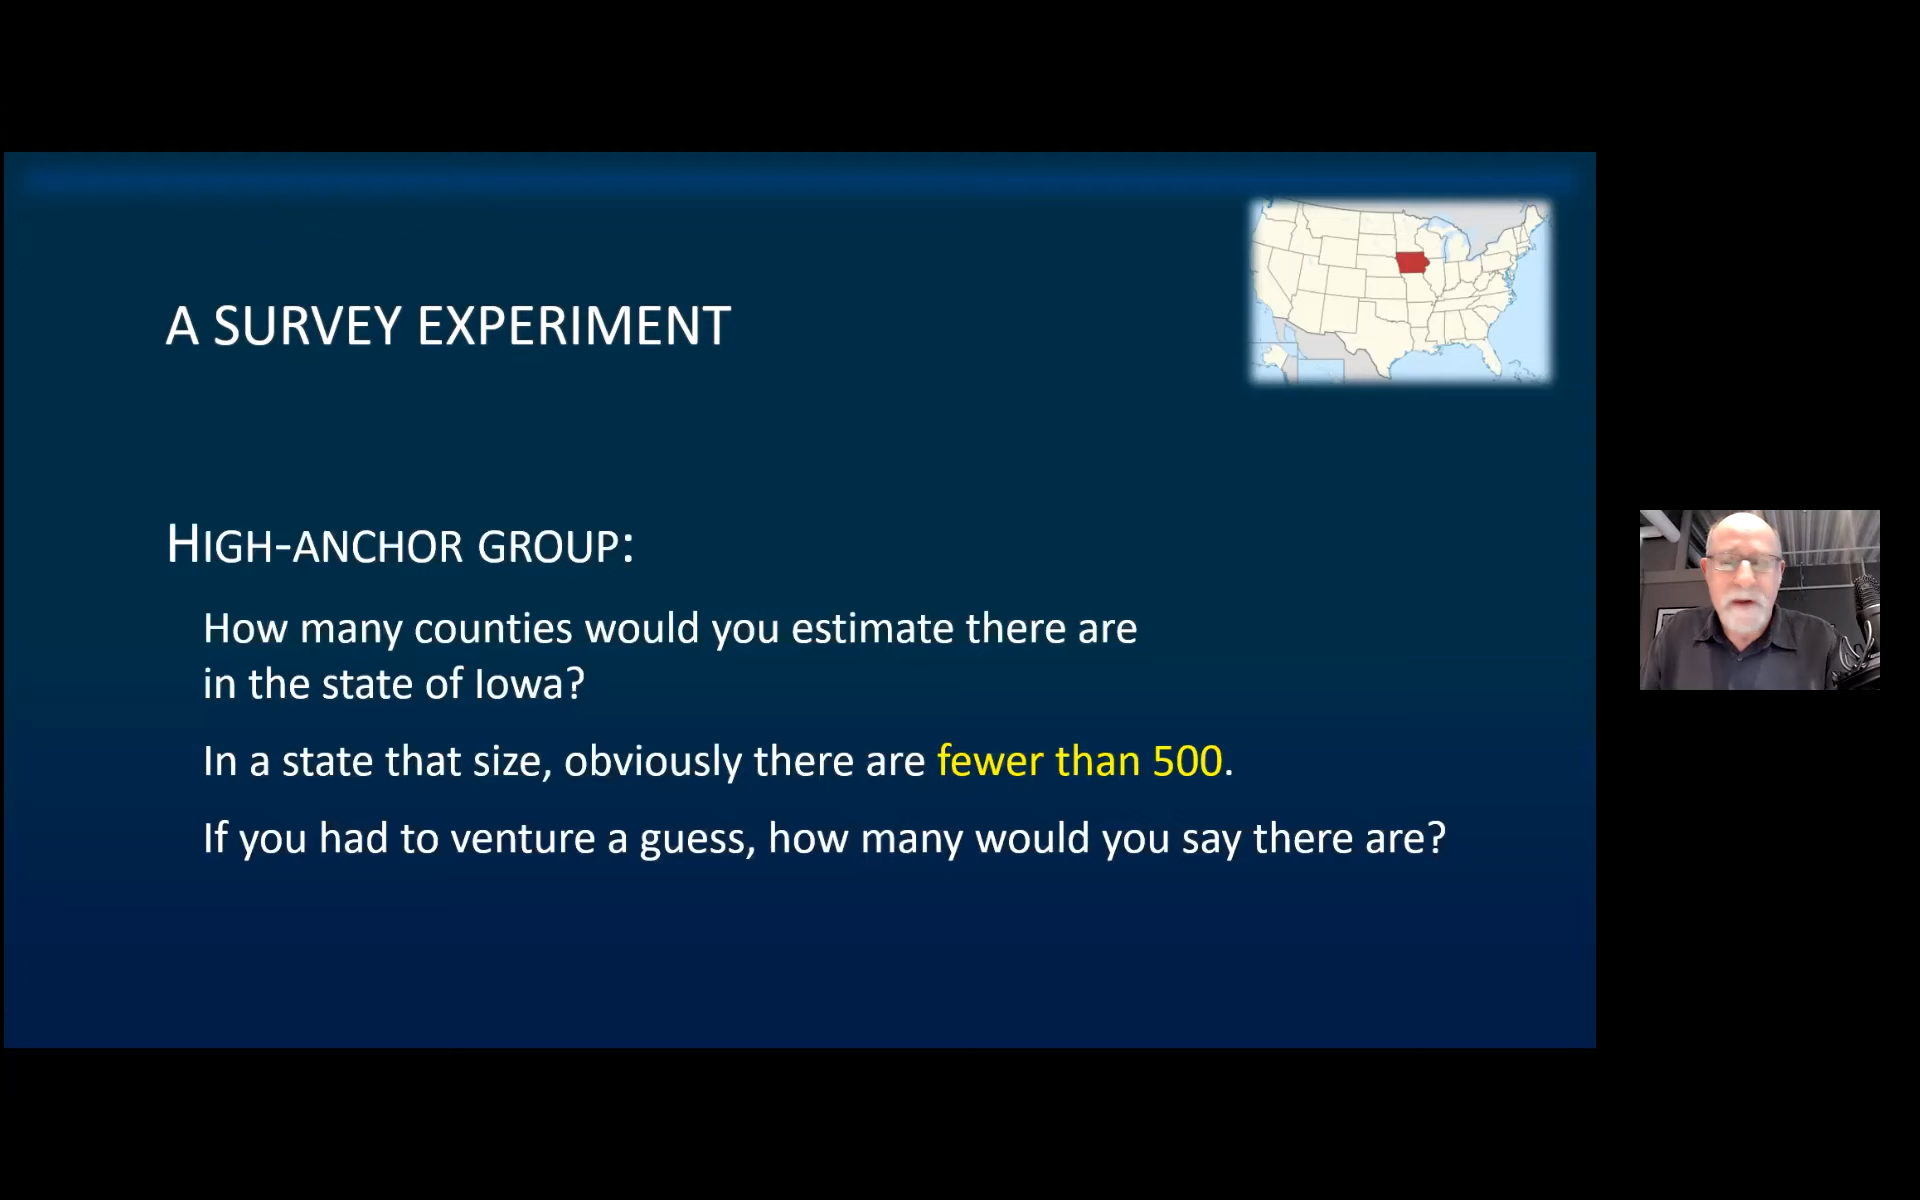 A SURVEY EXPERIMENT
HIGH-ANCHOR GROUP:
How many counties would you estimate there are
in the state of Iowa?
In a state that size, obviously there are fewer than 500.
If you had to venture a guess, how many would you say there are?